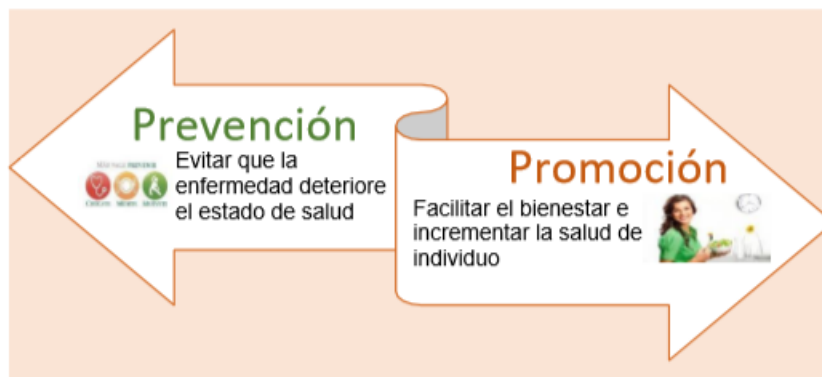 Prevención
Evitar que la
enfermedad deteriore
el estado de salud
Promoción
Facilitar el bienestar e
incrementar la salud de
individuo